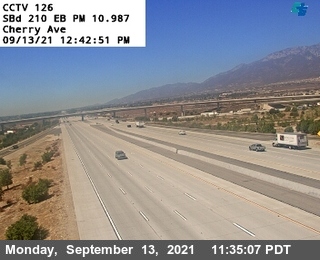 CCTV 126
SBd 210 EB PM 10.987
Cherry Ave
09/13/21 12:42:51 PM
Monday, September 13, 2021 11:35:07 PDT